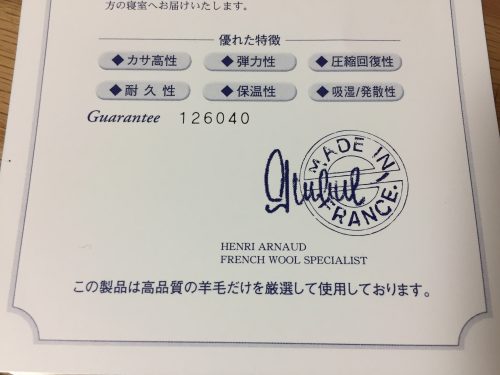 方の寝室へお届けいたします。
優れた特徴
◆ カサ高性 ◆ 弾力性 ◆ 圧縮回復性
◆ 耐久性 ◆ 保温性 ◆ 吸湿/発散性
Guarantee 126040
MADE IN
FRANCE.
HENRI ARNAUD
FRENCH WOOL SPECIALIST
この製品は高品質の羊毛だけを厳選して使用しております。